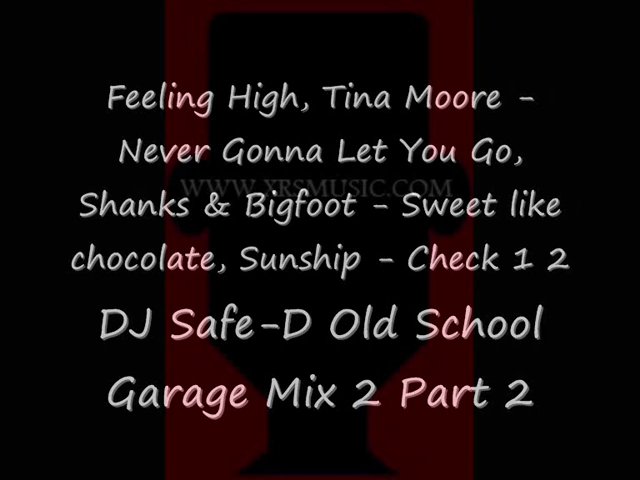 Feeling High, Tina Moore -
Never Gonna Let You Go,
WWW.XRSMUSIC.COM
Shanks & Bigfoot - Sweet like
chocolate, Sunship - Check 1 2
DJ Safe-D Old School
Garage Mix 2 Part 2